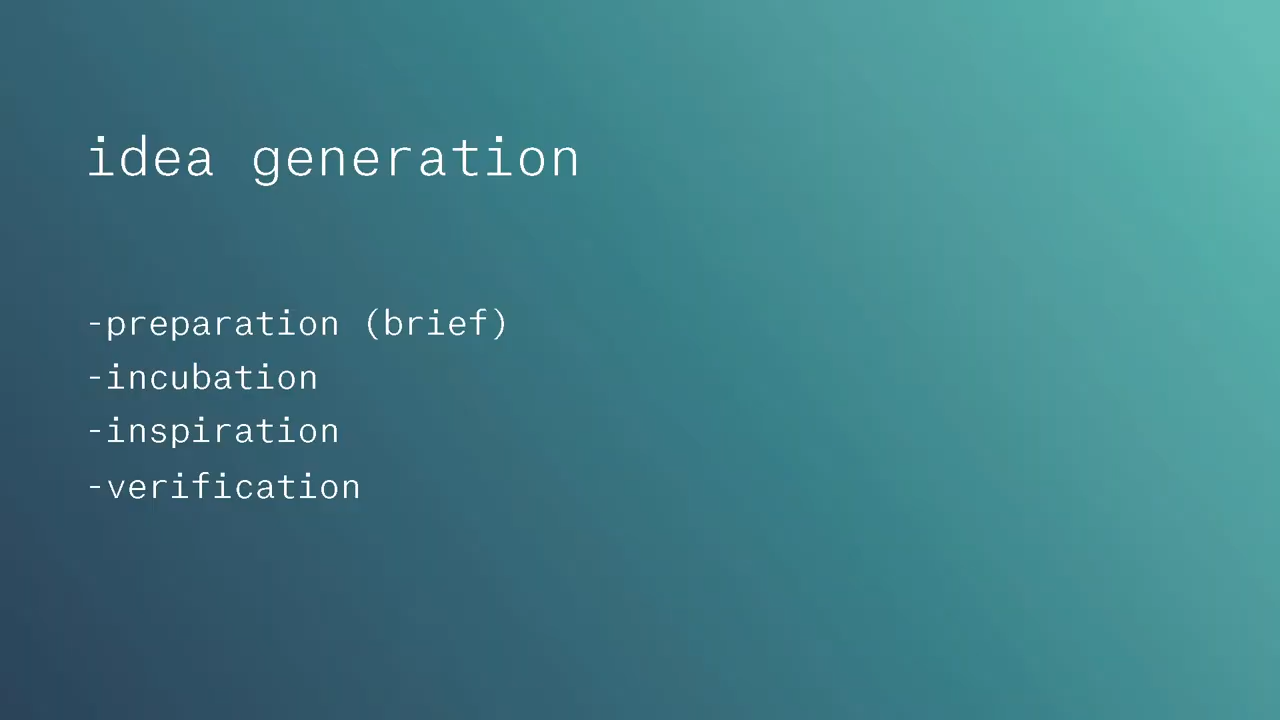 idea generation
-preparation (brief)
-incubation
-inspiration
-verification